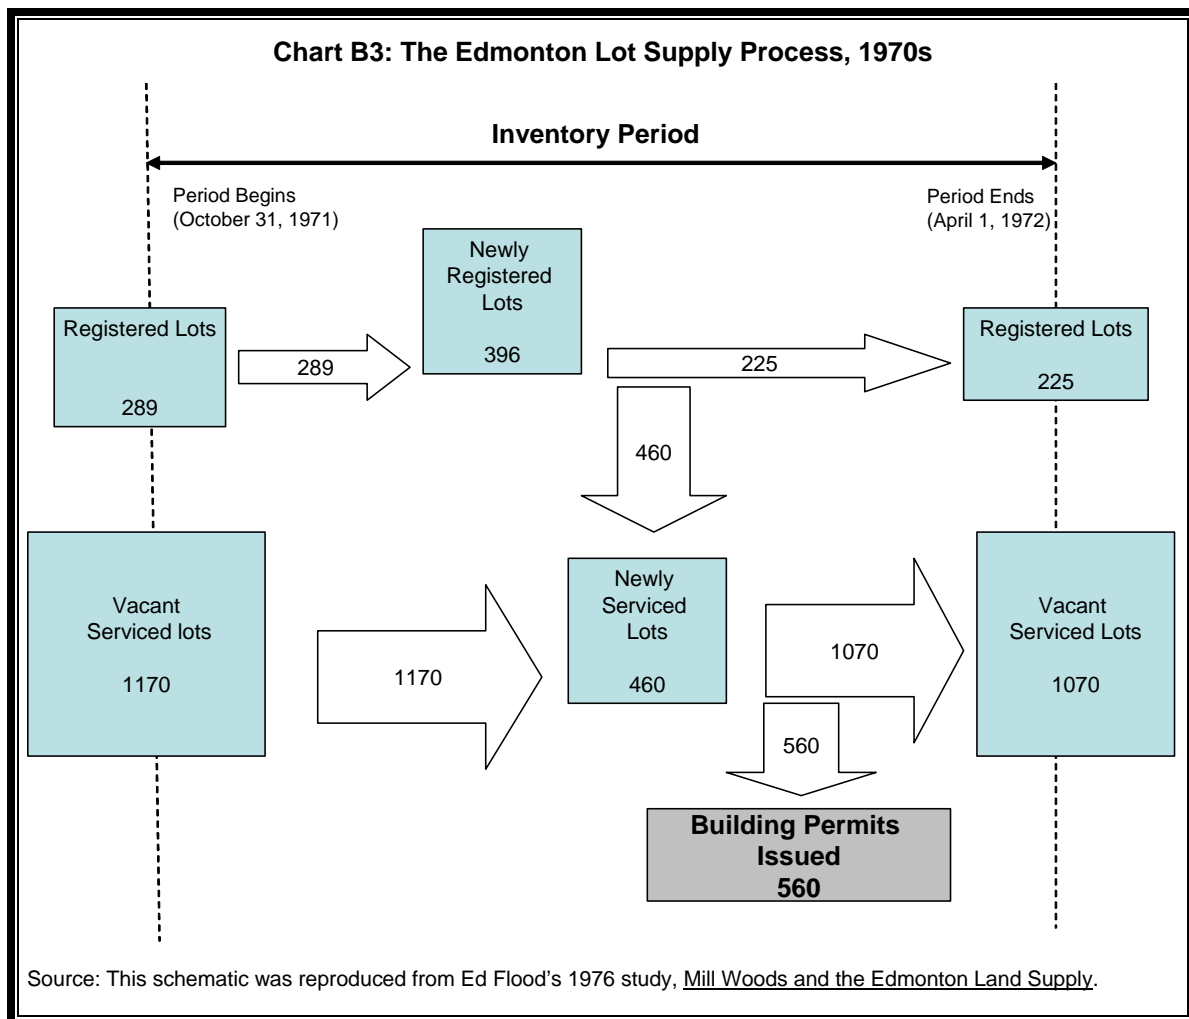 Chart B3: The Edmonton Lot Supply Process, 1970s
Inventory Period
Period Begins
(October 31, 1971)
Period Ends
(April 1, 1972)
Newly
Registered
Lots
396
Registered Lots
289
289
225
Registered Lots
225
460
Vacant
Serviced lots
1170
1170
Newly
Serviced
Lots
460
1070
Vacant
Serviced Lots
1070
560
Building Permits
Issued
560
Source: This schematic was reproduced from Ed Flood's 1976 study, Mill Woods and the Edmonton Land Supply.